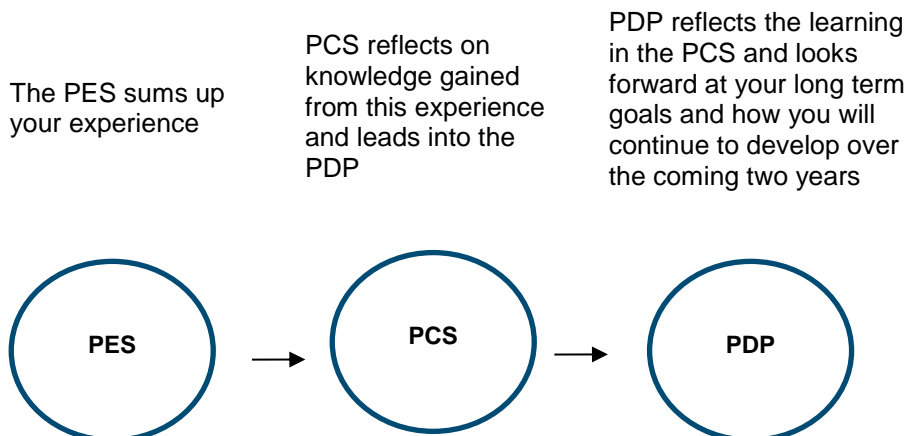 The PES sums up
your experience
PCS reflects on
knowledge gained
from this experience
and leads into the
PDP
PDP reflects the learning
in the PCS and looks
forward at your long term
goals and how you will
continue to develop over
the coming two years
PES
PCS
PDP